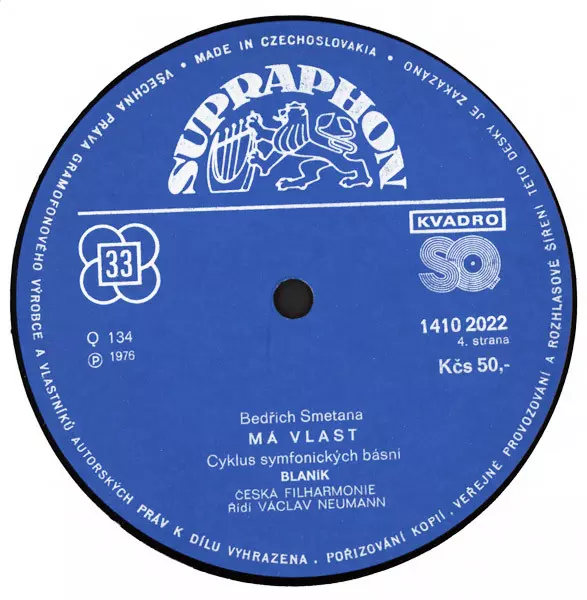 VŠECHNA PRÁVA GRAMOFONOVÉHO VÝROBCE A VLASTNÍKŮ AUTORSKÝCH PRÁV K DÍLU VYHRAZENA . POŘIZOVÁNÍ KOPIÍ . VEŘEJNÉ PROVOZOVÁNÍ A ROZHLASOVÉ ŠÍŘENÍ TÉTO DESKY JE ZAKÁZÁNO
• MADE IN CZECHOSLOVAKIA •
SUPRAPHON
KVADRO
SQ
33
1410 2022
4. strana
Kčs 50,-
Q 134
Ⓟ 1976
Bedřich Smetana
MÁ VLAST
Cyklus symfonických básní
BLANÍK
ČESKÁ FILHARMONIE
Řídí VÁCLAV NEUMANN